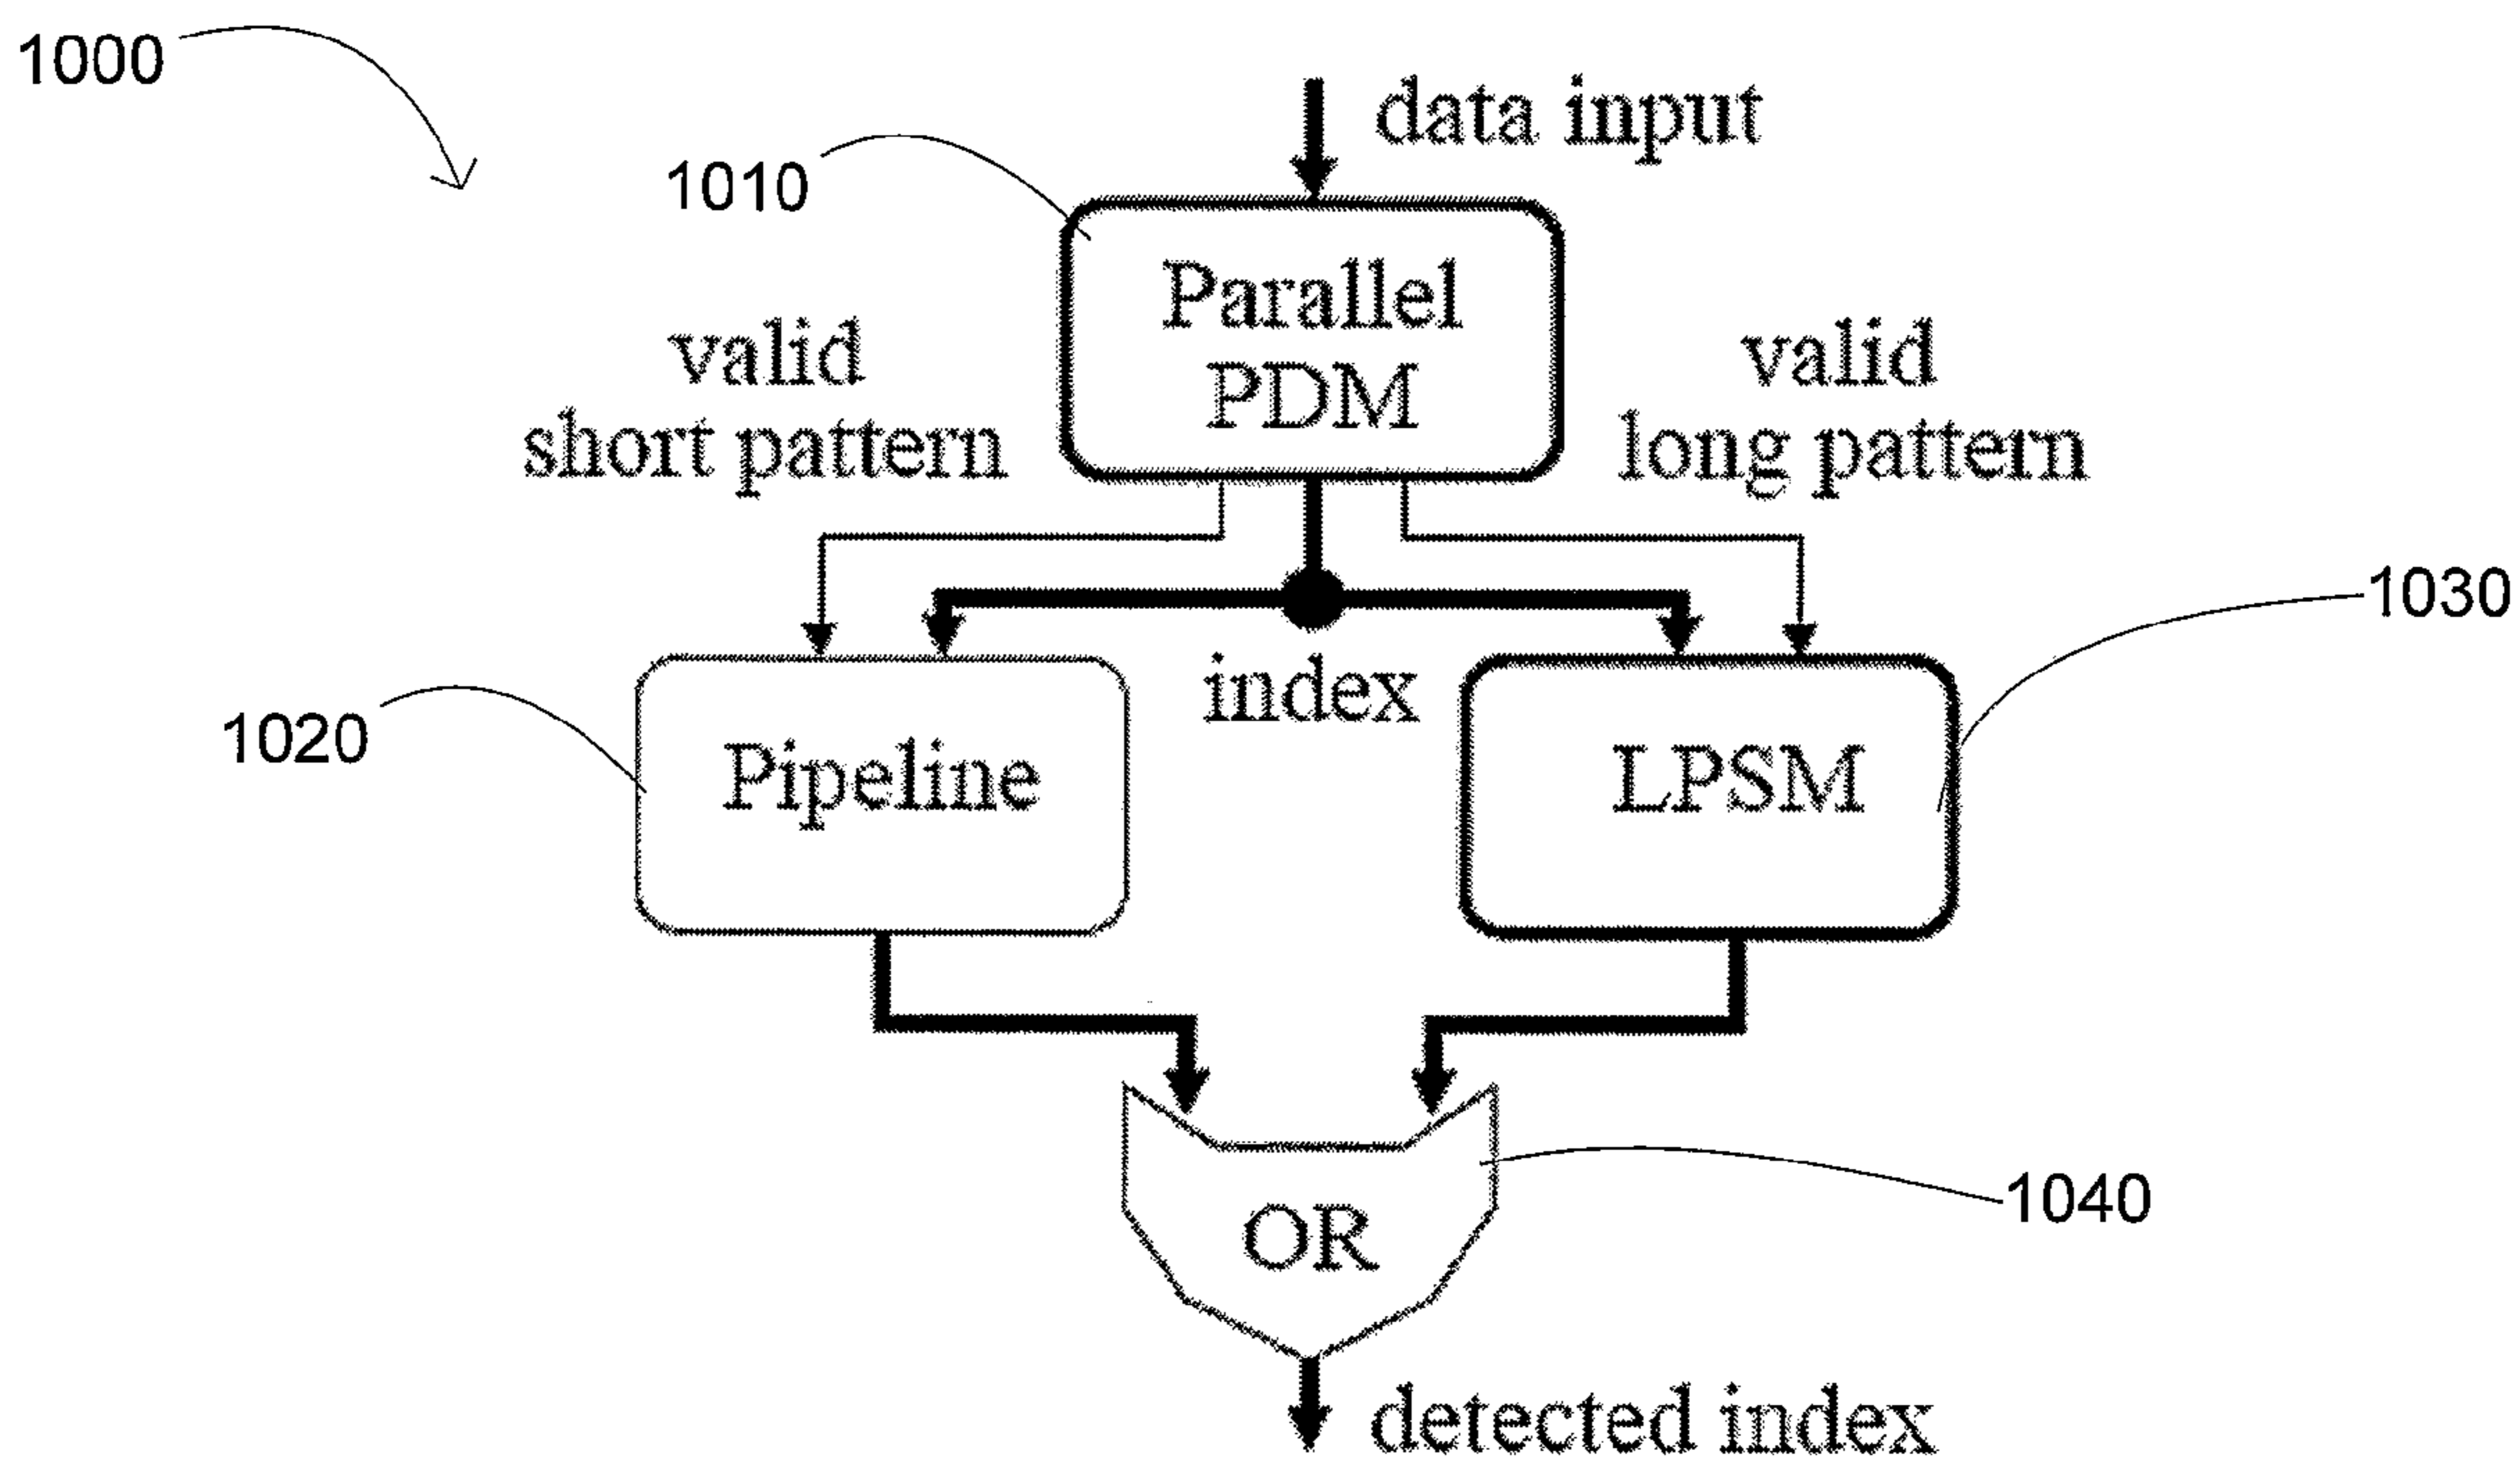 1000
data input
1010
Parallel
PDM
valid
short pattern
valid
long pattern
1030
index
1020
Pipeline
LPSM
1040
OR
detected index